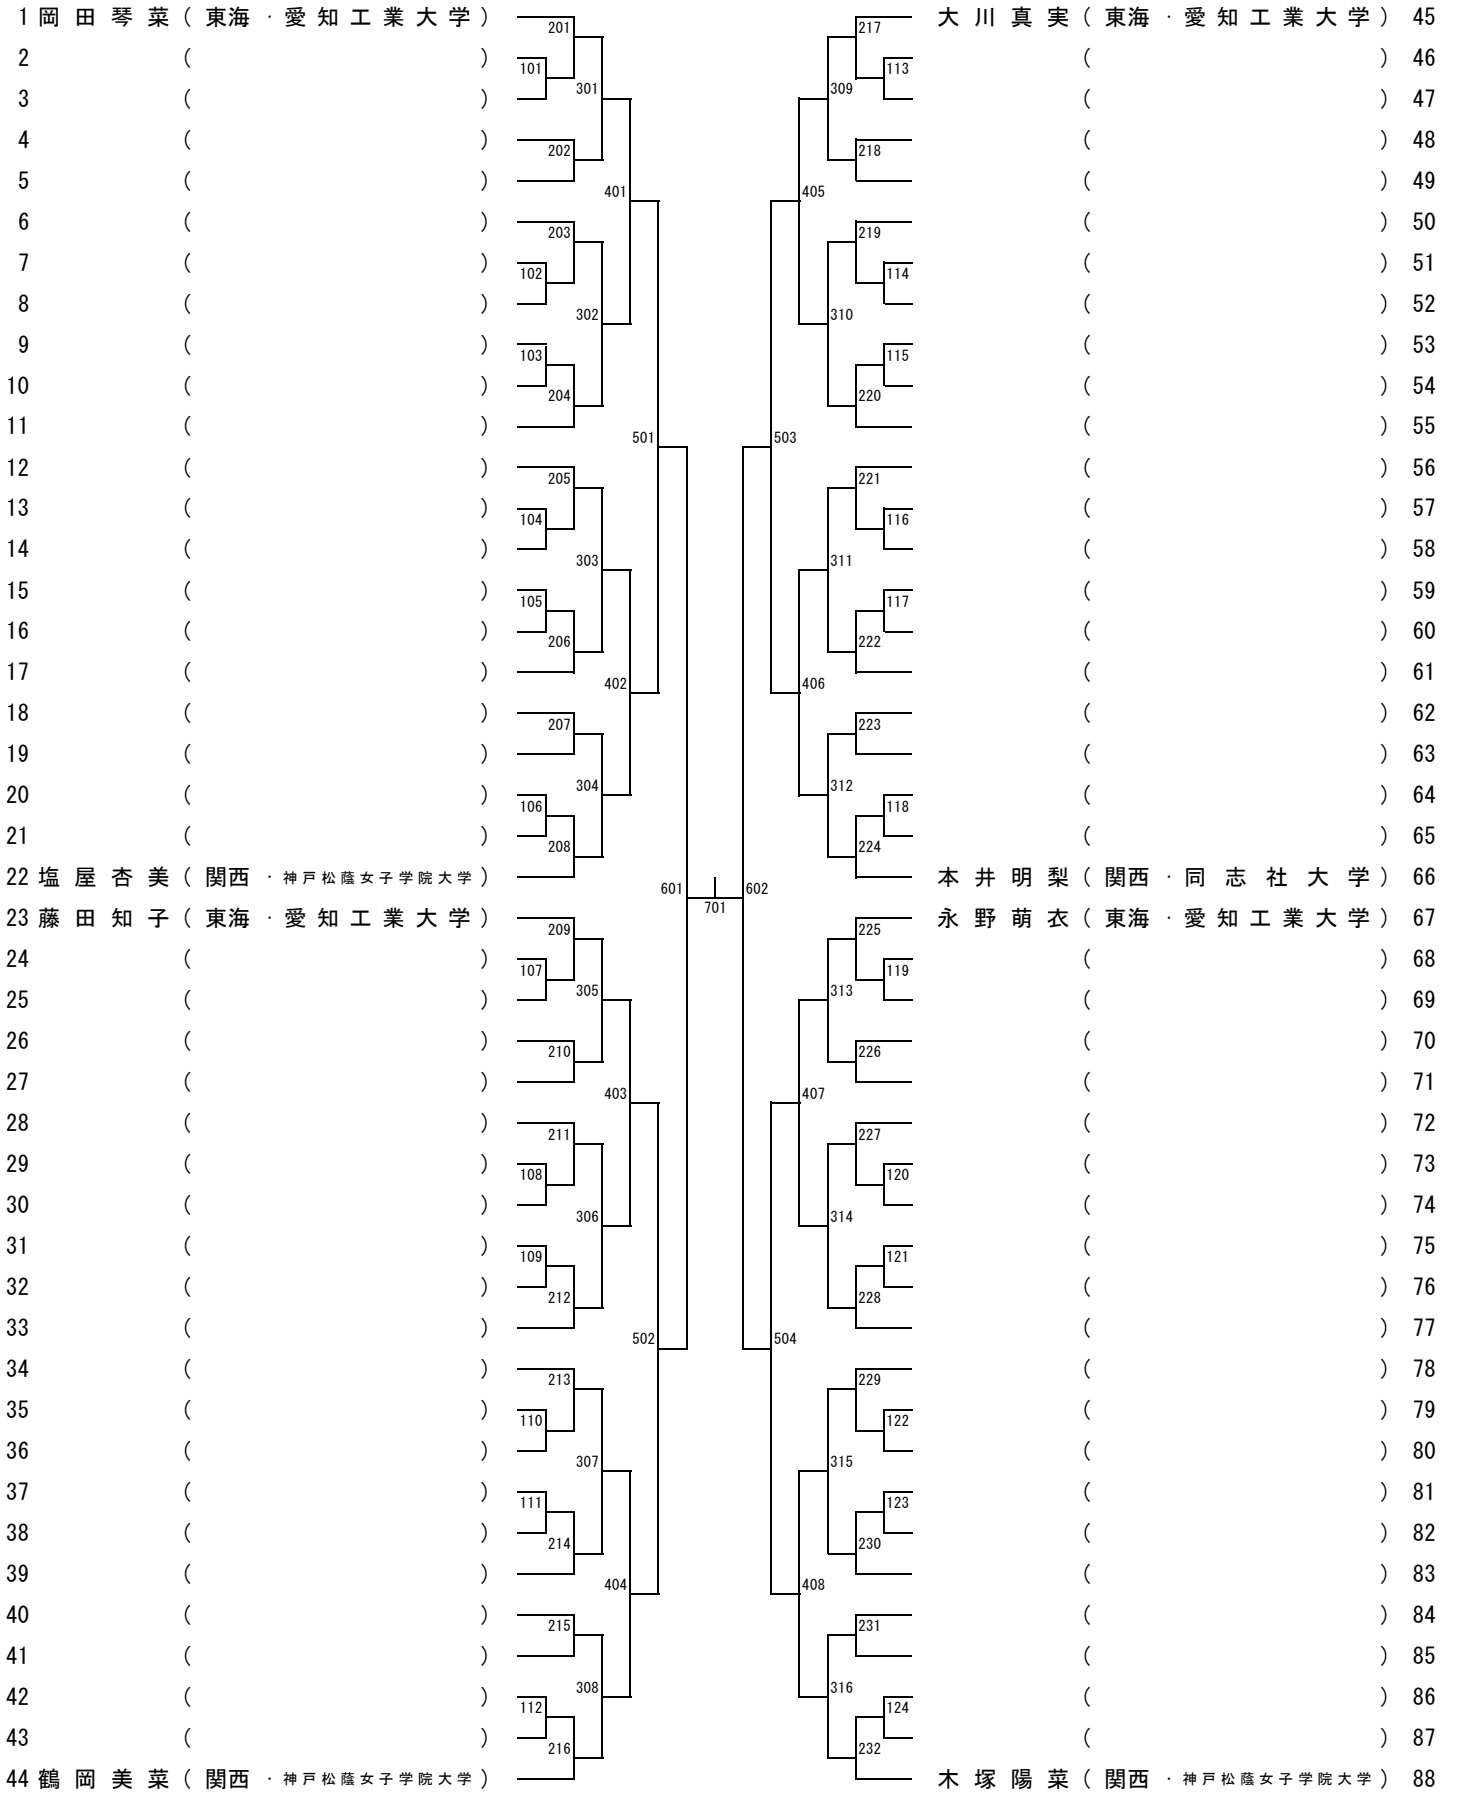 1 岡田琴菜 ( 東海 · 愛知工業大学 ) 201 217 大川真実 ( 東海 · 愛知工業大学 ) 45
2 ( ) 101 113 ( ) 46
3 ( ) 301 309 ( ) 47
4 ( ) 202 218 ( ) 48
5 ( ) 401 405 ( ) 49
6 ( ) 203 219 ( ) 50
7 ( ) 102 114 ( ) 51
8 ( ) 302 310 ( ) 52
9 ( ) 103 115 ( ) 53
10 ( ) 204 220 ( ) 54
11 ( ) 501 503 ( ) 55
12 ( ) 205 221 ( ) 56
13 ( ) 104 116 ( ) 57
14 ( ) 303 311 ( ) 58
15 ( ) 105 117 ( ) 59
16 ( ) 206 222 ( ) 60
17 ( ) 402 406 ( ) 61
18 ( ) 207 223 ( ) 62
19 ( ) 304 312 ( ) 63
20 ( ) 106 118 ( ) 64
21 ( ) 208 224 ( ) 65
22 塩屋杏美 ( 関西 · 神戸松蔭女子学院大学 ) 601 701 602 本井明梨 ( 関西 · 同志社大学 ) 66
23 藤田知子 ( 東海 · 愛知工業大学 ) 209 225 永野萌衣 ( 東海 · 愛知工業大学 ) 67
24 ( ) 107 119 ( ) 68
25 ( ) 305 313 ( ) 69
26 ( ) 210 226 ( ) 70
27 ( ) 403 407 ( ) 71
28 ( ) 211 227 ( ) 72
29 ( ) 108 120 ( ) 73
30 ( ) 306 314 ( ) 74
31 ( ) 109 121 ( ) 75
32 ( ) 212 228 ( ) 76
33 ( ) 502 504 ( ) 77
34 ( ) 213 229 ( ) 78
35 ( ) 110 122 ( ) 79
36 ( ) 307 315 ( ) 80
37 ( ) 111 123 ( ) 81
38 ( ) 214 230 ( ) 82
39 ( ) 404 408 ( ) 83
40 ( ) 215 231 ( ) 84
41 ( ) 308 316 ( ) 85
42 ( ) 112 124 ( ) 86
43 ( ) 216 232 ( ) 87
44 鶴岡美菜 ( 関西 · 神戸松蔭女子学院大学 ) 木塚陽菜 ( 関西 · 神戸松蔭女子学院大学 ) 88